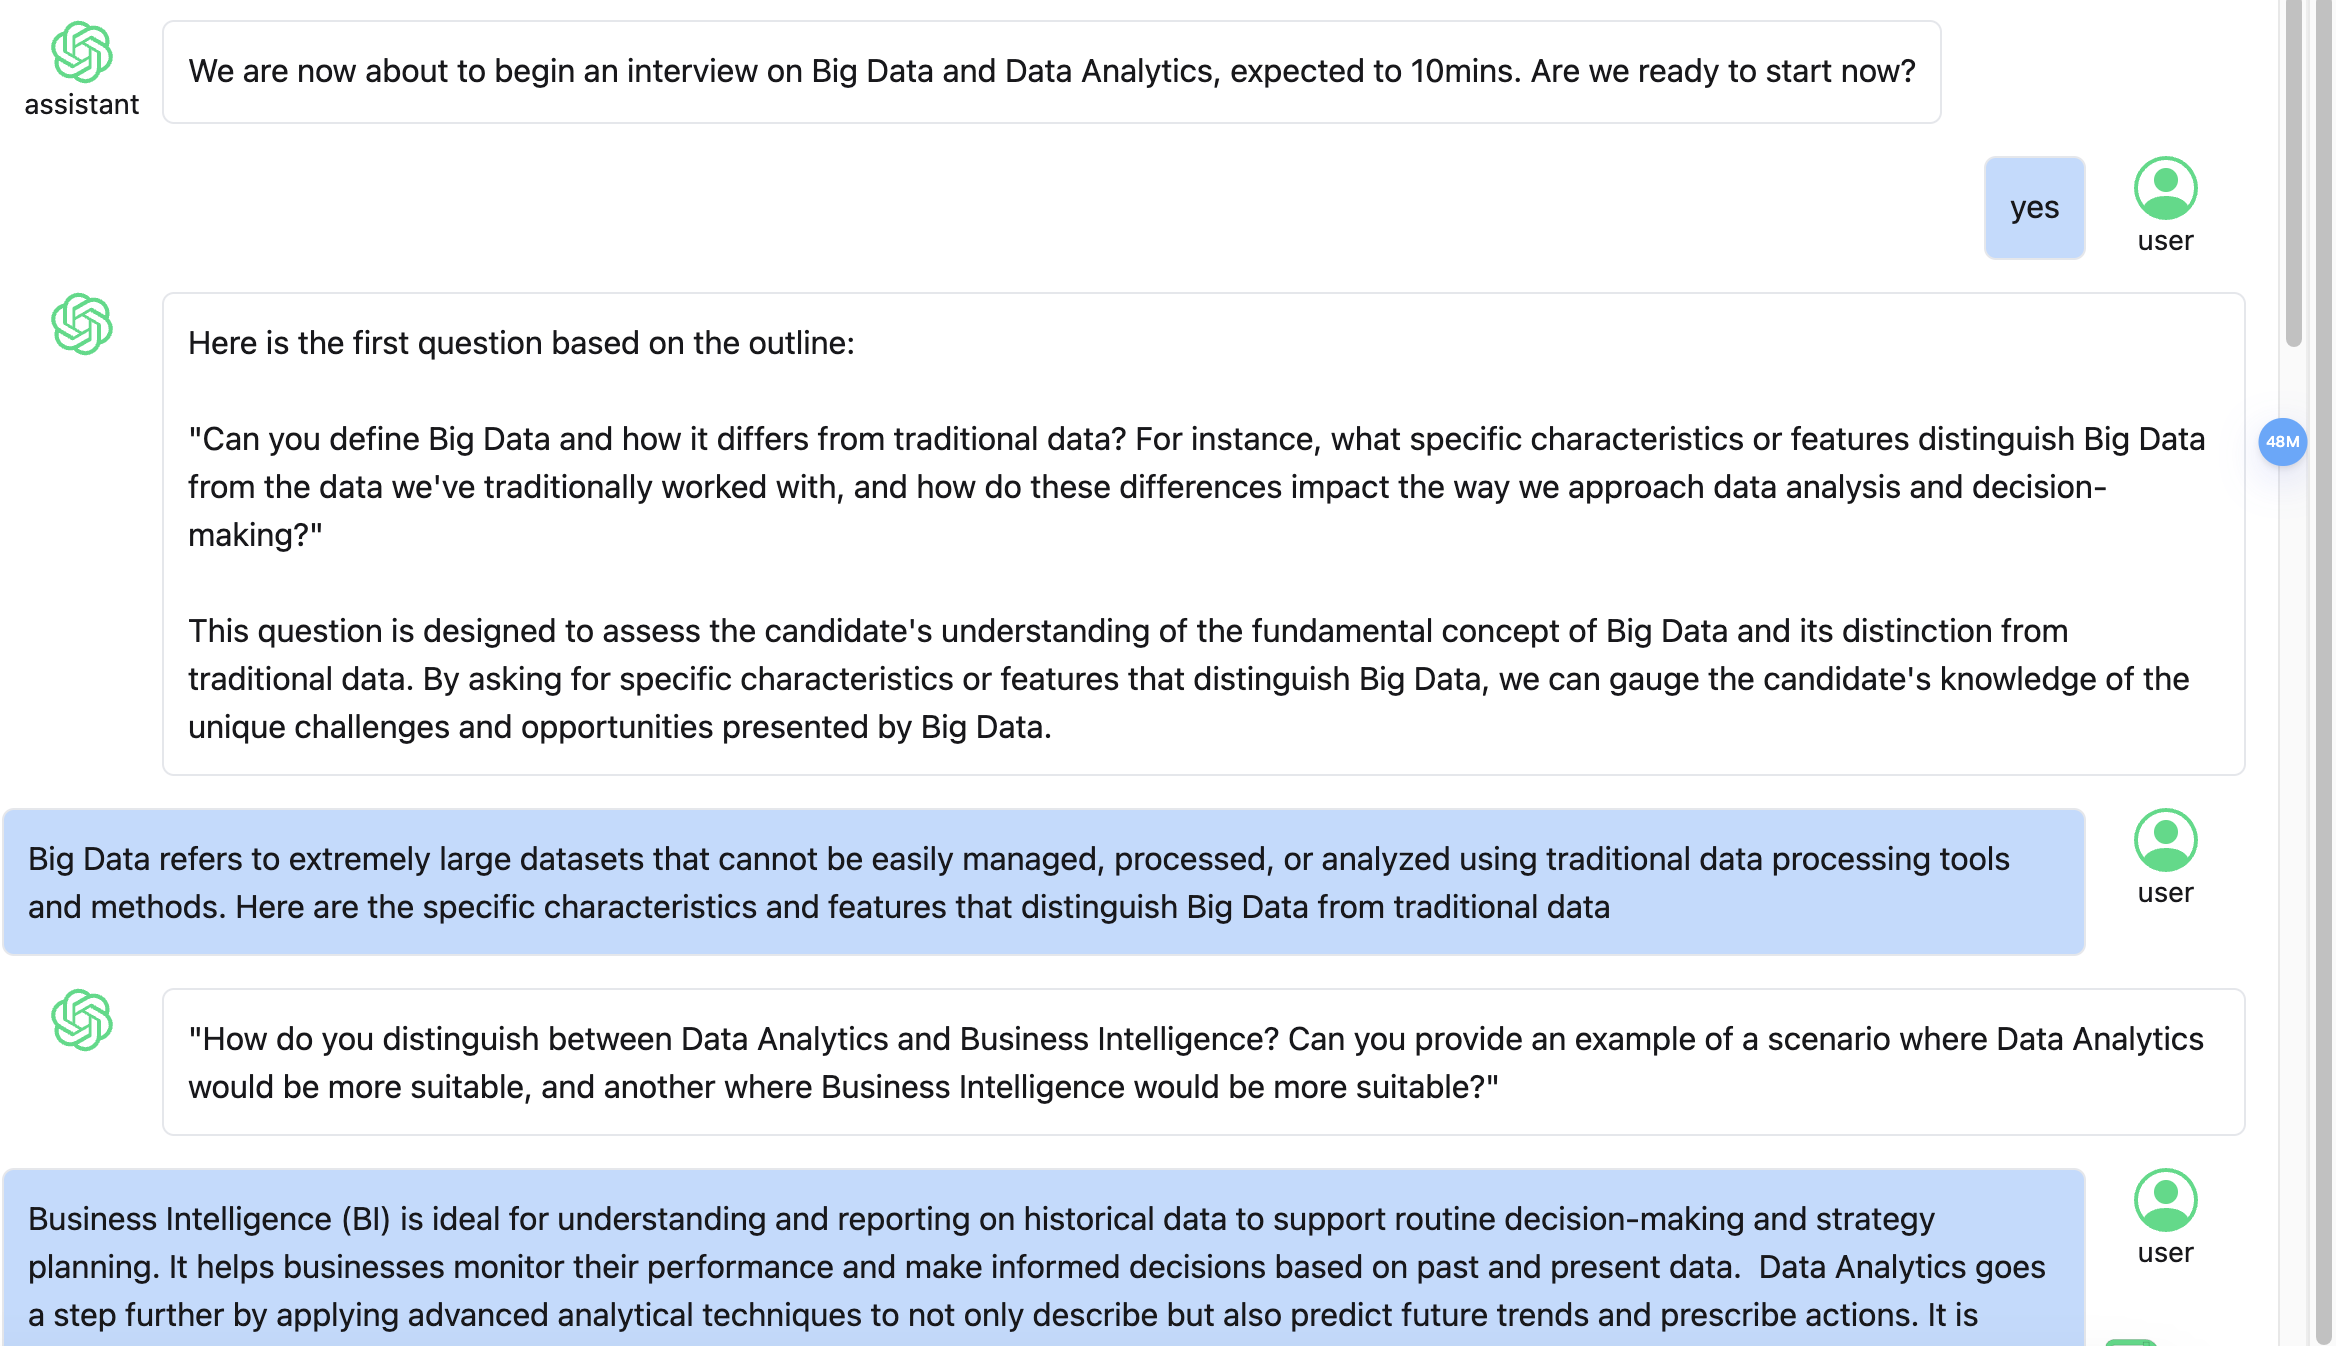 We are now about to begin an interview on Big Data and Data Analytics, expected to 10mins. Are we ready to start now?
assistant
yes
user
Here is the first question based on the outline:
"Can you define Big Data and how it differs from traditional data? For instance, what specific characteristics or features distinguish Big Data
from the data we've traditionally worked with, and how do these differences impact the way we approach data analysis and decision-
making?"
48M
This question is designed to assess the candidate's understanding of the fundamental concept of Big Data and its distinction from
traditional data. By asking for specific characteristics or features that distinguish Big Data, we can gauge the candidate's knowledge of the
unique challenges and opportunities presented by Big Data.
Big Data refers to extremely large datasets that cannot be easily managed, processed, or analyzed using traditional data processing tools
and methods. Here are the specific characteristics and features that distinguish Big Data from traditional data
user
"How do you distinguish between Data Analytics and Business Intelligence? Can you provide an example of a scenario where Data Analytics
would be more suitable, and another where Business Intelligence would be more suitable?"
Business Intelligence (BI) is ideal for understanding and reporting on historical data to support routine decision-making and strategy
planning. It helps businesses monitor their performance and make informed decisions based on past and present data.  Data Analytics goes
a step further by applying advanced analytical techniques to not only describe but also predict future trends and prescribe actions. It is
user